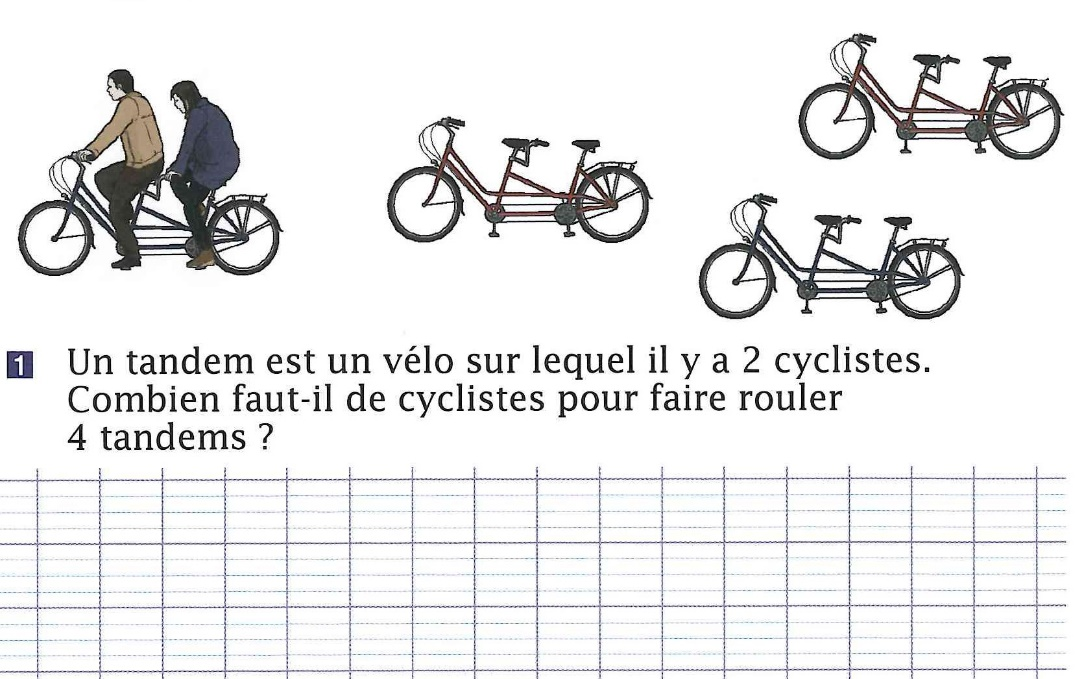 1 Un tandem est un vélo sur lequel il y a 2 cyclistes.
Combien faut-il de cyclistes pour faire rouler
4 tandems ?